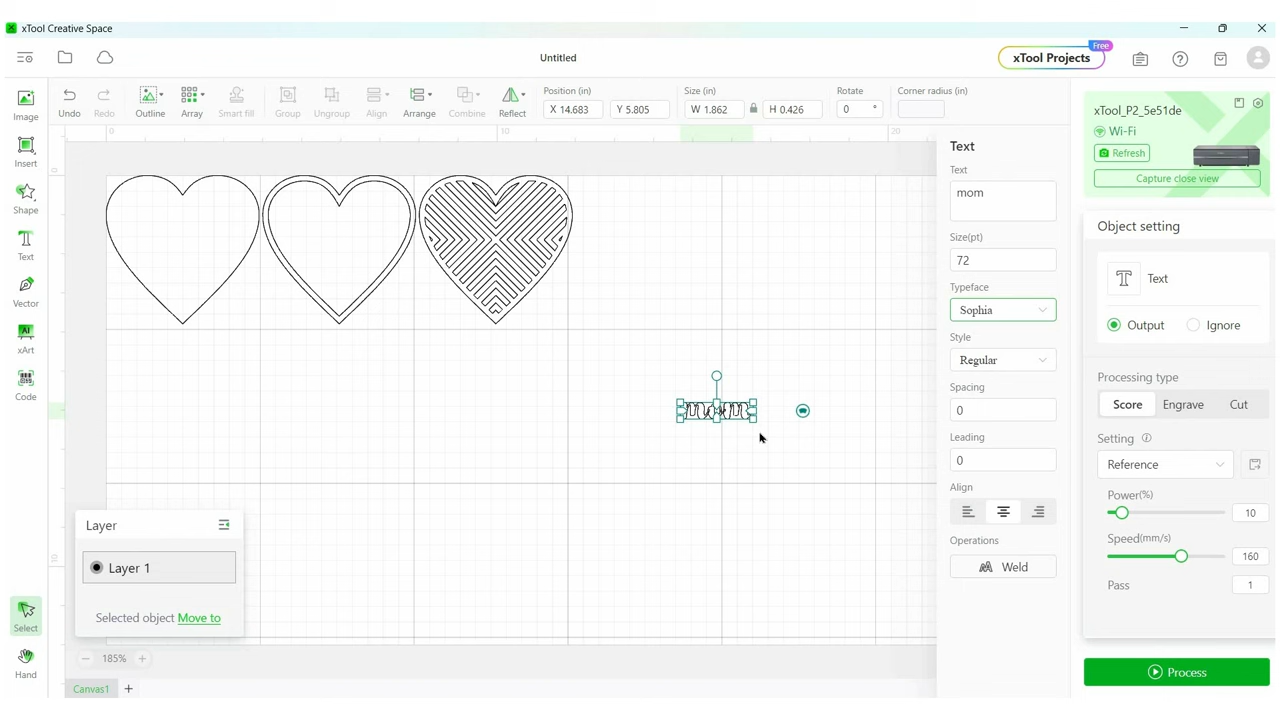 xTool Creative Space
Untitled
Free
xTool Projects
Image
Insert
Shape
Text
Vector
xArt
AI
Code
Select
Hand
Undo
Redo
Outline
Array
Smart fill
Group
Ungroup
Align
Arrange
Combine
Reflect
Position (in)
X 14.683
Y 5.805
Size (in)
W 1.862
H 0.426
Rotate
0 °
Corner radius (in)
0
10
20
0
10
mom
Layer
Layer 1
Selected object Move to
185%
Canvas1
Text
Text
mom
Size(pt)
72
Typeface
Sophia
Style
Regular
Spacing
0
Leading
0
Align
Operations
Weld
xTool_P2_5e51de
Wi-Fi
Refresh
Capture close view
Object setting
Text
Output
Ignore
Processing type
Score
Engrave
Cut
Setting
Reference
Power(%)
10
Speed(mm/s)
160
Pass
1
Process